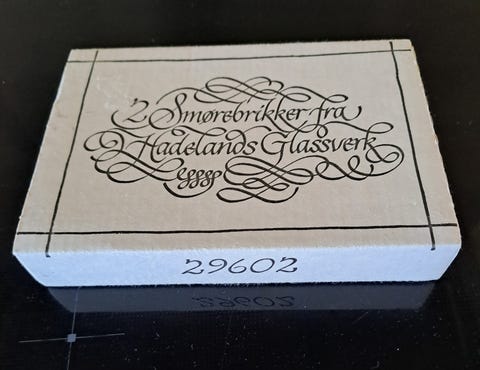 2 Smørebrikker fra
Hadelands Glassverk
29602